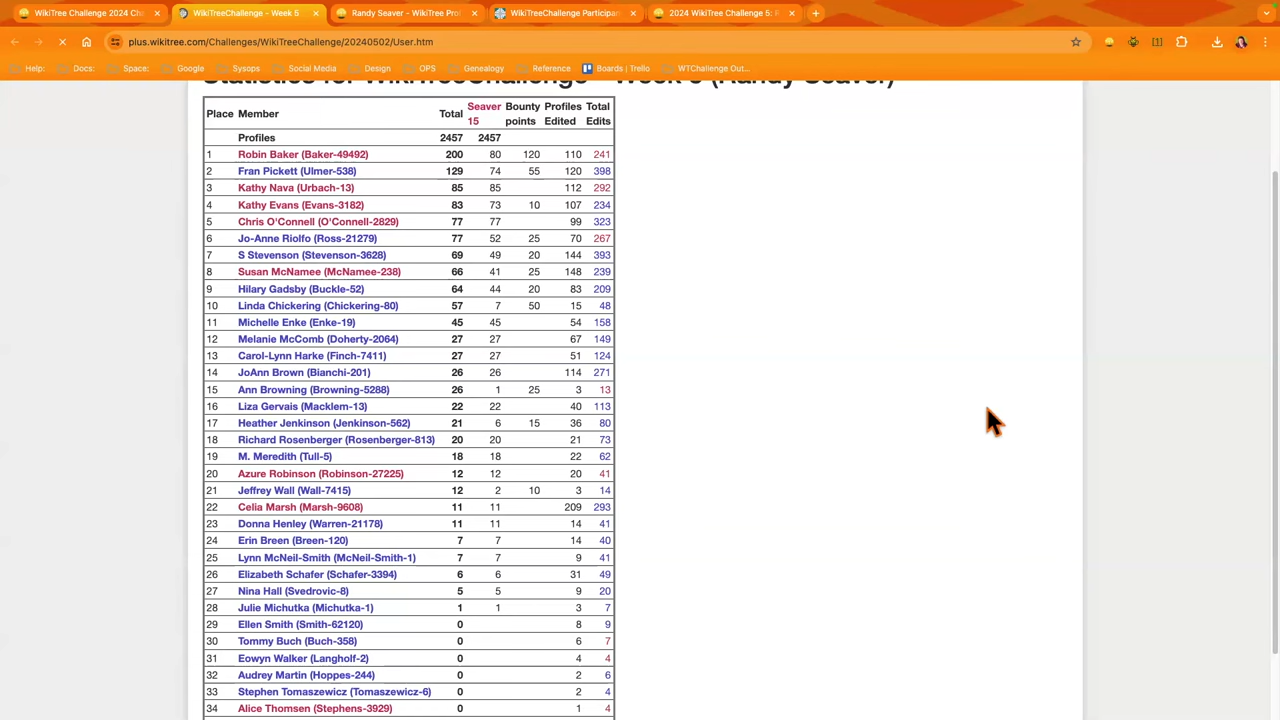 WikiTree Challenge 2024 Cha
WikiTreeChallenge - Week 5
Randy Seaver - WikiTree Pro
WikiTreeChallenge Participan
2024 WikiTree Challenge 5: R
plus.wikitree.com/Challenges/WikiTreeChallenge/20240502/User.htm
Help: Docs: Space: Google Sysops Social Media Design OPS Genealogy Reference Boards | Trello WTChallenge Out...
Statistics for WikiTreeChallenge - Week 5 (Randy Seaver)
Place Member Total Seaver 15 Bounty points Profiles Edited Total Edits
Profiles 2457 2457
1 Robin Baker (Baker-49492) 200 80 120 110 241
2 Fran Pickett (Ulmer-538) 129 74 55 120 398
3 Kathy Nava (Urbach-13) 85 85 112 292
4 Kathy Evans (Evans-3182) 83 73 10 107 234
5 Chris O'Connell (O'Connell-2829) 77 77 99 323
6 Jo-Anne Riolfo (Ross-21279) 77 52 25 70 267
7 S Stevenson (Stevenson-3628) 69 49 20 144 393
8 Susan McNamee (McNamee-238) 66 41 25 148 239
9 Hilary Gadsby (Buckle-52) 64 44 20 83 209
10 Linda Chickering (Chickering-80) 57 7 50 15 48
11 Michelle Enke (Enke-19) 45 45 54 158
12 Melanie McComb (Doherty-2064) 27 27 67 149
13 Carol-Lynn Harke (Finch-7411) 27 27 51 124
14 JoAnn Brown (Bianchi-201) 26 26 114 271
15 Ann Browning (Browning-5288) 26 1 25 3 13
16 Liza Gervais (Macklem-13) 22 22 40 113
17 Heather Jenkinson (Jenkinson-562) 21 6 15 36 80
18 Richard Rosenberger (Rosenberger-813) 20 20 21 73
19 M. Meredith (Tull-5) 18 18 22 62
20 Azure Robinson (Robinson-27225) 12 12 20 41
21 Jeffrey Wall (Wall-7415) 12 2 10 3 14
22 Celia Marsh (Marsh-9608) 11 11 209 293
23 Donna Henley (Warren-21178) 11 11 14 41
24 Erin Breen (Breen-120) 7 7 14 40
25 Lynn McNeil-Smith (McNeil-Smith-1) 7 7 9 41
26 Elizabeth Schafer (Schafer-3394) 6 6 31 49
27 Nina Hall (Svedrovic-8) 5 5 9 20
28 Julie Michutka (Michutka-1) 1 1 3 7
29 Ellen Smith (Smith-62120) 0 8 9
30 Tommy Buch (Buch-358) 0 6 7
31 Eowyn Walker (Langholf-2) 0 4 4
32 Audrey Martin (Hoppes-244) 0 2 6
33 Stephen Tomaszewicz (Tomaszewicz-6) 0 2 4
34 Alice Thomsen (Stephens-3929) 0 1 4